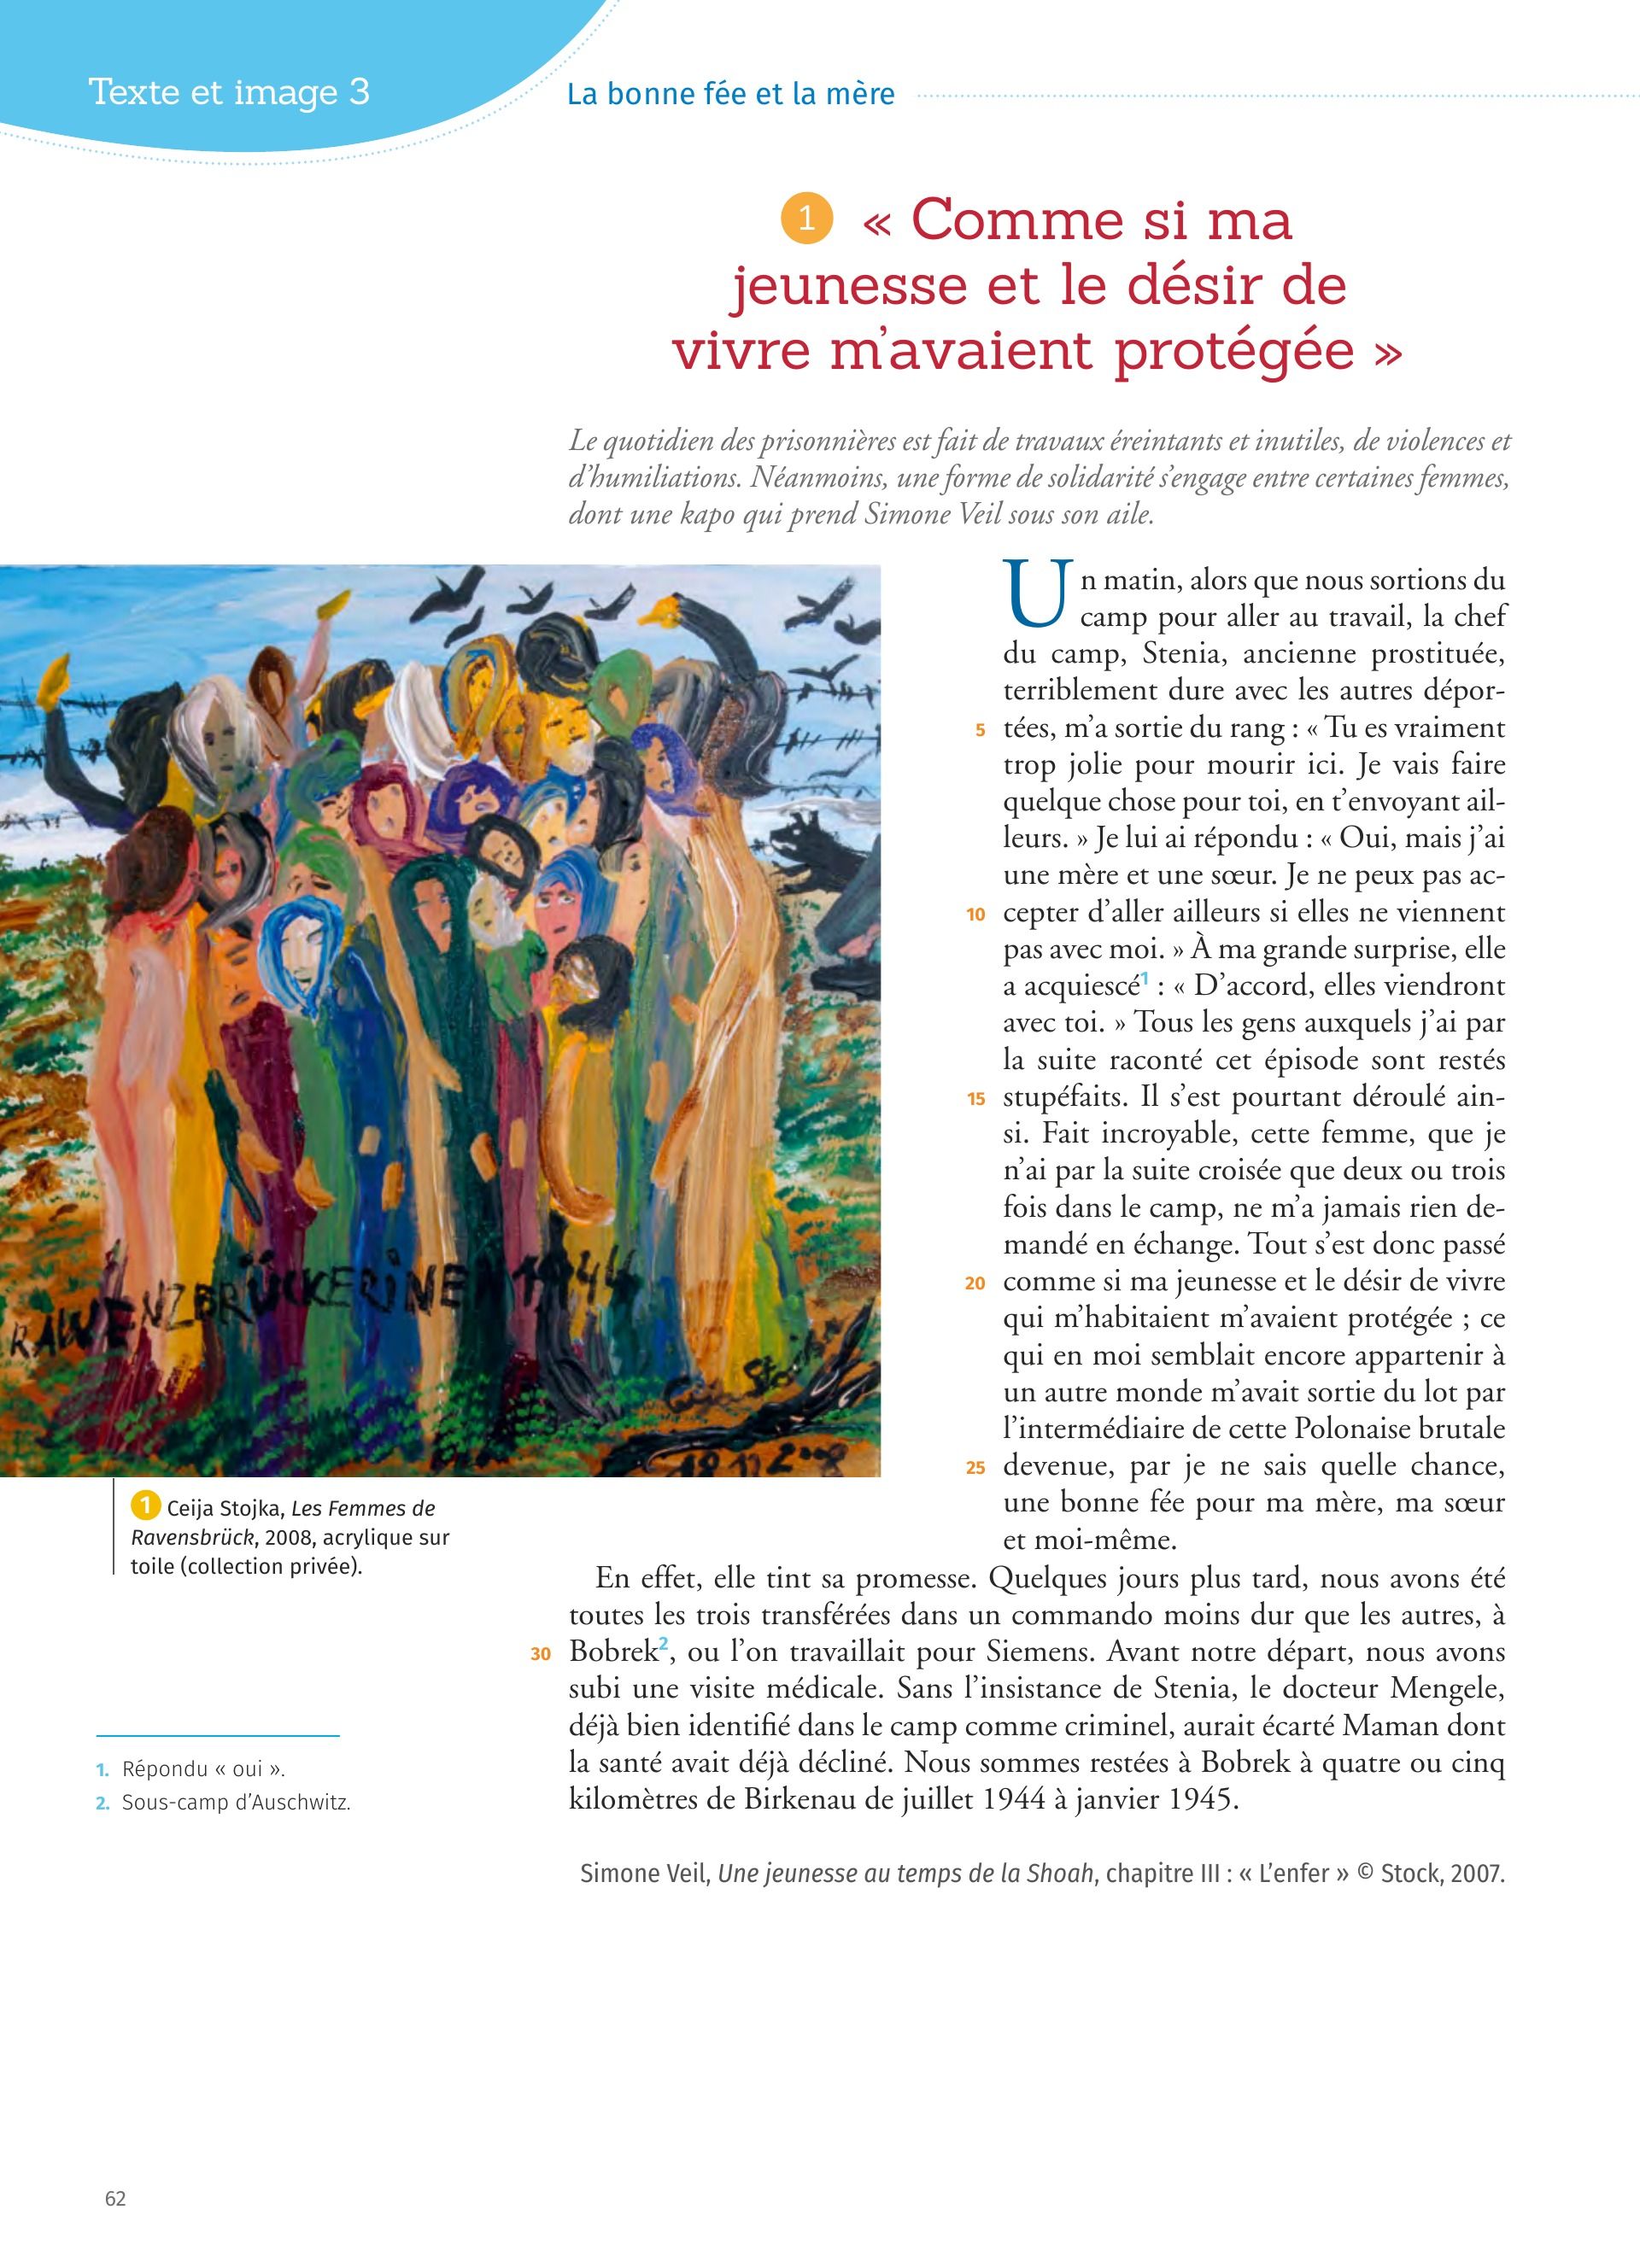 Texte et image 3
La bonne fée et la mère
1 « Comme si ma
jeunesse et le désir de
vivre m'avaient protégée »
Le quotidien des prisonnières est fait de travaux éreintants et inutiles, de violences et
d'humiliations. Néanmoins, une forme de solidarité s'engage entre certaines femmes,
dont une kapo qui prend Simone Veil sous son aile.
RAWENZBRÜCKERINEN 1944
18.11.2008
1 Ceija Stojka, Les Femmes de
Ravensbrück, 2008, acrylique sur
toile (collection privée).
Un matin, alors que nous sortions du
camp pour aller au travail, la chef
du camp, Stenia, ancienne prostituée,
terriblement dure avec les autres dépor-
5 tées, m'a sortie du rang : « Tu es vraiment
trop jolie pour mourir ici. Je vais faire
quelque chose pour toi, en t'envoyant ail-
leurs. » Je lui ai répondu : « Oui, mais j'ai
une mère et une sœur. Je ne peux pas ac-
10 cepter d'aller ailleurs si elles ne viennent
pas avec moi. » À ma grande surprise, elle
a acquiescé1 : « D'accord, elles viendront
avec toi. » Tous les gens auxquels j'ai par
la suite raconté cet épisode sont restés
15 stupéfaits. Il s'est pourtant déroulé ain-
si. Fait incroyable, cette femme, que je
n'ai par la suite croisée que deux ou trois
fois dans le camp, ne m'a jamais rien de-
mandé en échange. Tout s'est donc passé
20 comme si ma jeunesse et le désir de vivre
qui m'habitaient m'avaient protégée ; ce
qui en moi semblait encore appartenir à
un autre monde m'avait sortie du lot par
l'intermédiaire de cette Polonaise brutale
25 devenue, par je ne sais quelle chance,
une bonne fée pour ma mère, ma sœur
et moi-même.
En effet, elle tint sa promesse. Quelques jours plus tard, nous avons été
toutes les trois transférées dans un commando moins dur que les autres, à
30 Bobrek2, ou l'on travaillait pour Siemens. Avant notre départ, nous avons
subi une visite médicale. Sans l'insistance de Stenia, le docteur Mengele,
déjà bien identifié dans le camp comme criminel, aurait écarté Maman dont
la santé avait déjà décliné. Nous sommes restées à Bobrek à quatre ou cinq
kilomètres de Birkenau de juillet 1944 à janvier 1945.
Simone Veil, Une jeunesse au temps de la Shoah, chapitre III : « L'enfer » © Stock, 2007.
1. Répondu « oui ».
2. Sous-camp d'Auschwitz.
62